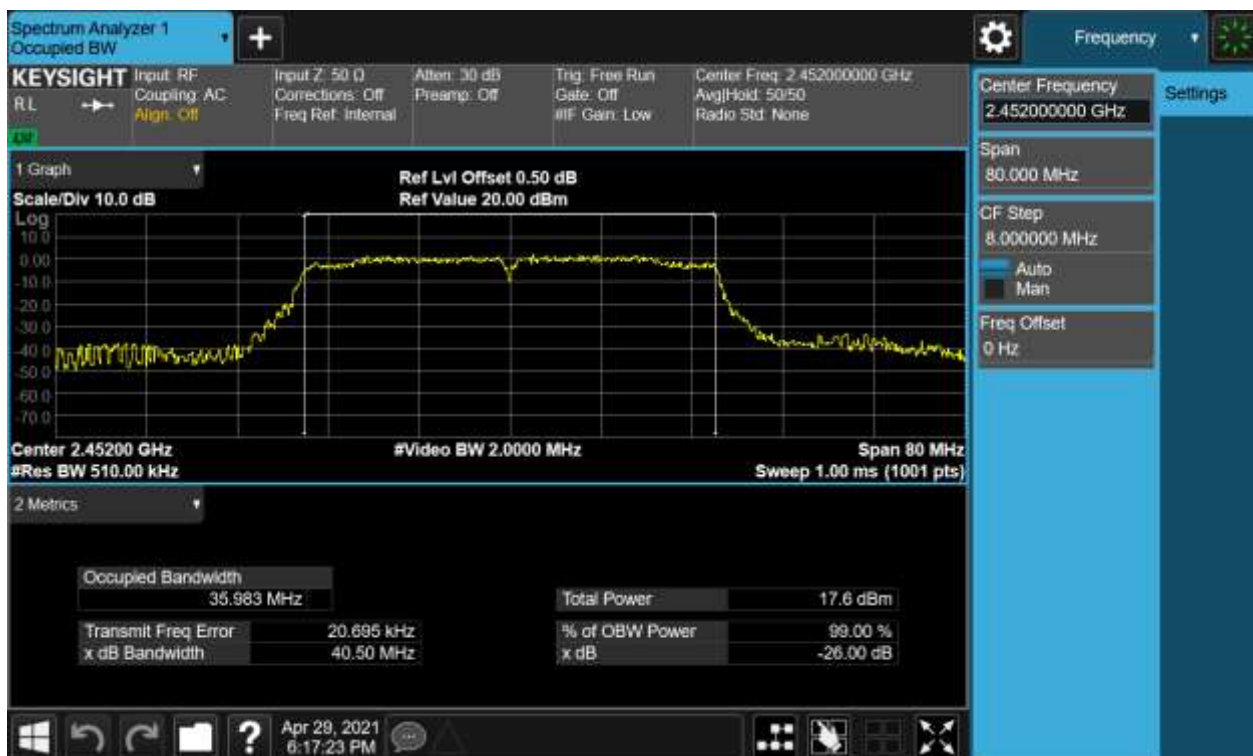 Spectrum Analyzer 1
Occupied BW
+
Frequency
KEYSIGHT
RL
Input: RF
Coupling: AC
Align: Off
Input Z: 50 Ω
Corrections: Off
Freq Ref: Internal
Atten: 30 dB
Preamp: Off
Trig: Free Run
Gate: Off
#IF Gain: Low
Center Freq: 2.452000000 GHz
Avg|Hold: 50/50
Radio Std: None
Center Frequency
2.452000000 GHz
Settings
Span
80.000 MHz
CF Step
8.000000 MHz
Auto
Man
Freq Offset
0 Hz
1 Graph
Scale/Div 10.0 dB
Ref Lvl Offset 0.50 dB
Ref Value 20.00 dBm
Log
10.0
0.00
-10.0
-20.0
-30.0
-40.0
-50.0
-60.0
-70.0
Center 2.45200 GHz
#Video BW 2.0000 MHz
Span 80 MHz
#Res BW 510.00 kHz
Sweep 1.00 ms (1001 pts)
2 Metrics
Occupied Bandwidth
35.983 MHz
Total Power 17.6 dBm
Transmit Freq Error 20.695 kHz
% of OBW Power 99.00 %
x dB Bandwidth 40.50 MHz
x dB -26.00 dB
?
Apr 29, 2021
6:17:23 PM